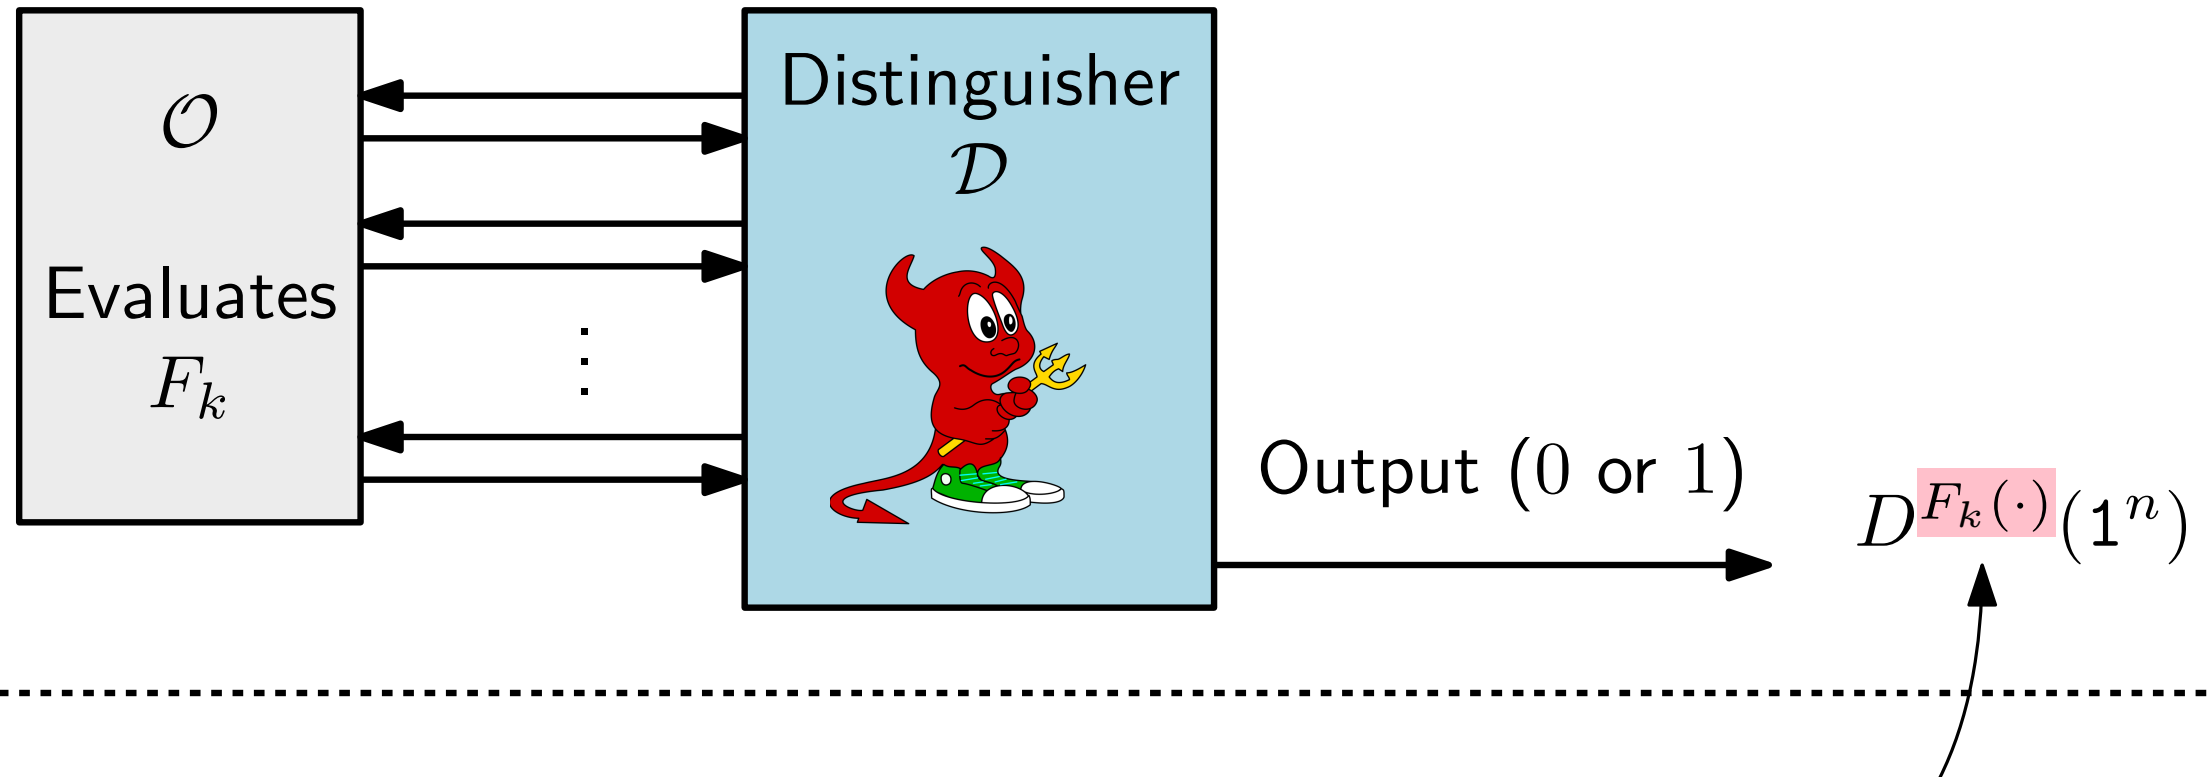 𝒪
Evaluates
F_k
Distinguisher
𝒟
⋮
Output (0 or 1)
D^{F_k(·)}(1^n)